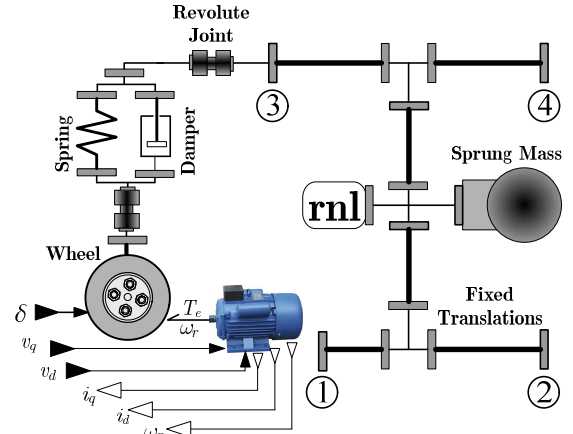 Revolute
Joint
3
4
Spring
Damper
Sprung Mass
rnl
Wheel
δ
T_e
ω_r
v_q
v_d
Fixed
Translations
1
2
i_q
i_d
ω_r